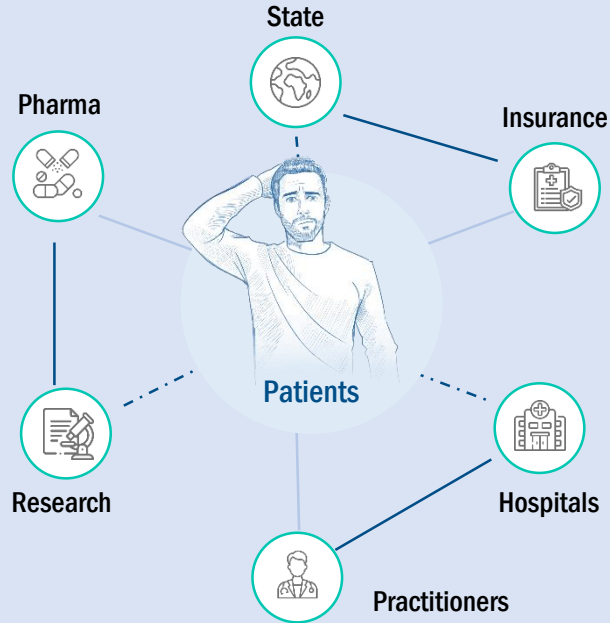 State
Pharma
Insurance
Patients
Research
Hospitals
Practitioners